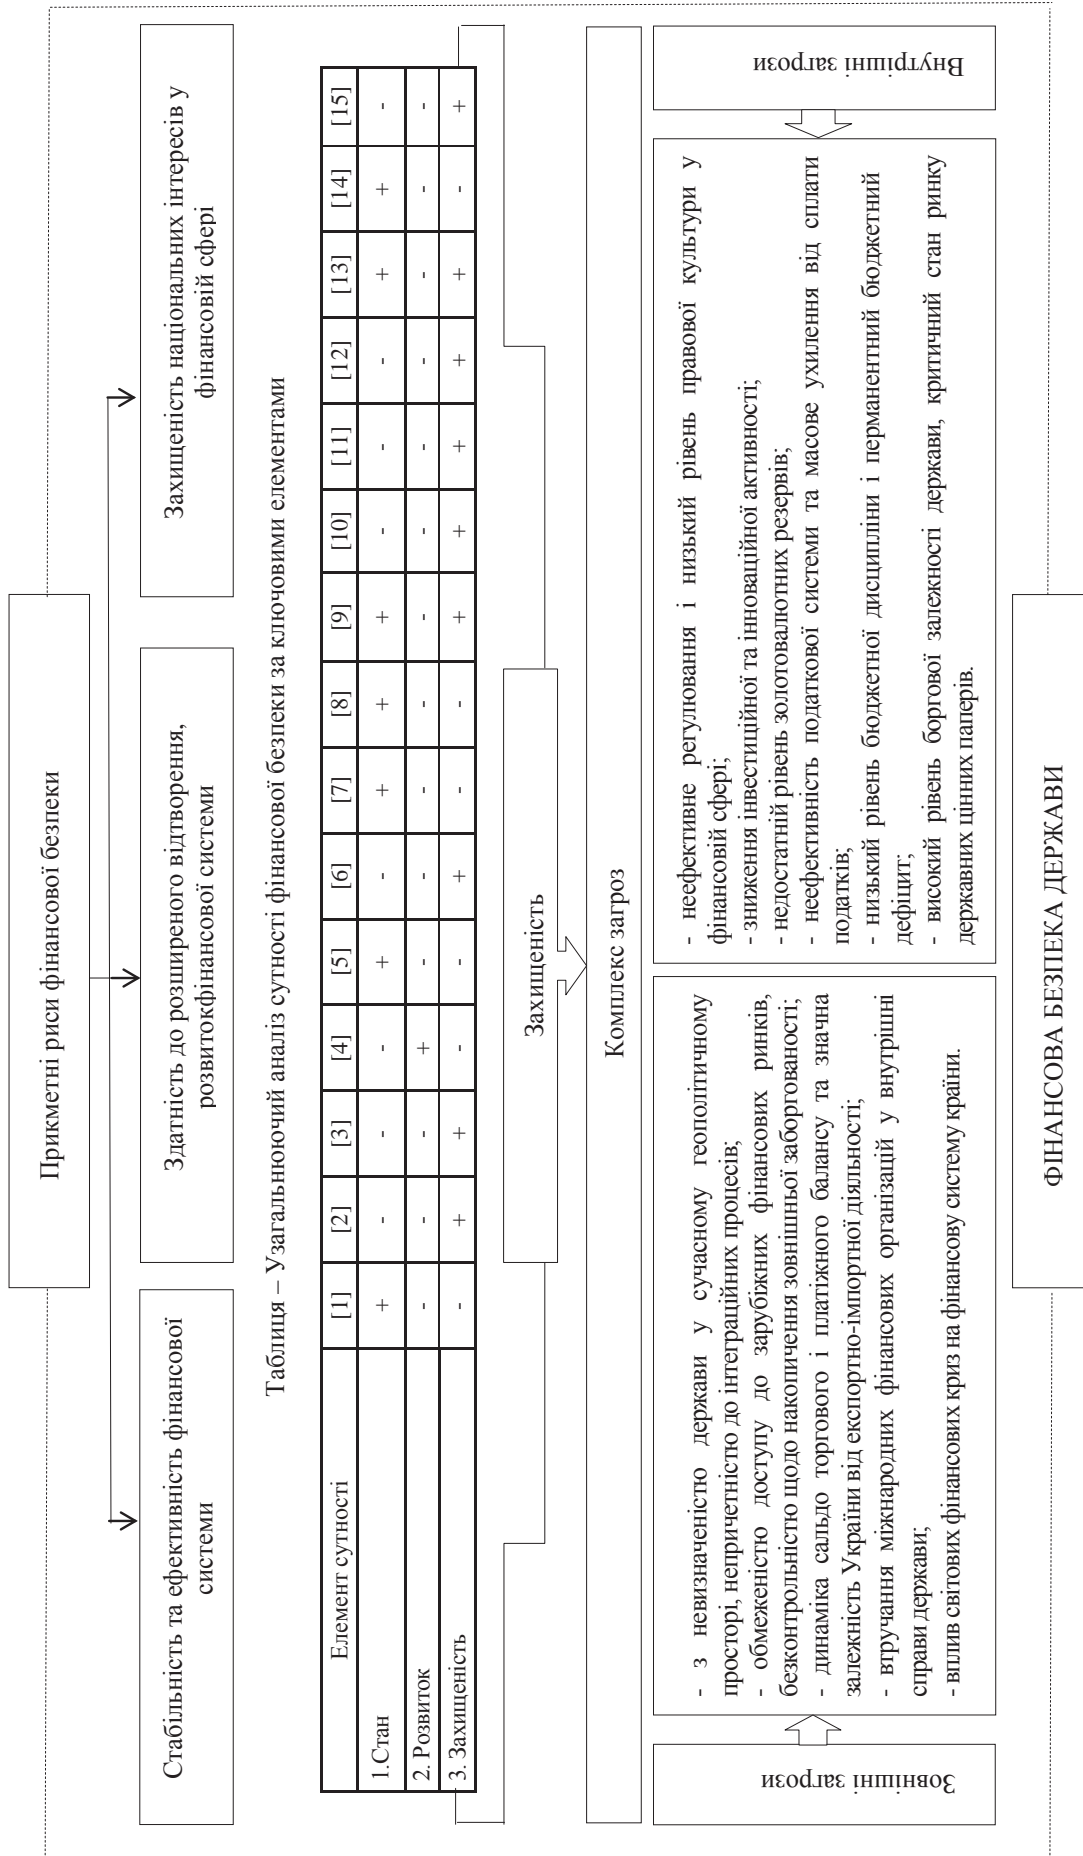 Прикметні риси фінансової безпеки
Стабільність та ефективність фінансової
системи
Здатність до розширеного відтворення,
розвитокфінансової системи
Захищеність національних інтересів у
фінансовій сфері
Таблиця – Узагальнюючий аналіз сутності фінансової безпеки за ключовими елементами
Елемент сутності [1] [2] [3] [4] [5] [6] [7] [8] [9] [10] [11] [12] [13] [14] [15]
1.Стан + - - - + - + + + - - - + + -
2. Розвиток - - - + - - - - - - - - - - -
3. Захищеність - + + - - + - - + + + + + - +
Захищеність
Комплекс загроз
Зовнішні загрози
- з невизначеністю держави у сучасному геополітичному
просторі, непричетністю до інтеграційних процесів;
- обмеженістю доступу до зарубіжних фінансових ринків,
безконтрольністю щодо накопичення зовнішньої заборгованості;
- динаміка сальдо торгового і платіжного балансу та значна
залежність України від експортно-імпортної діяльності;
- втручання міжнародних фінансових організацій у внутрішні
справи держави;
- вплив світових фінансових криз на фінансову систему країни.
- неефективне регулювання і низький рівень правової культури у
фінансовій сфері;
- зниження інвестиційної та інноваційної активності;
- недостатній рівень золотовалютних резервів;
- неефективність податкової системи та масове ухилення від сплати
податків;
- низький рівень бюджетної дисципліни і перманентний бюджетний
дефіцит;
- високий рівень боргової залежності держави, критичний стан ринку
державних цінних паперів.
Внутрішні загрози
ФІНАНСОВА БЕЗПЕКА ДЕРЖАВИ